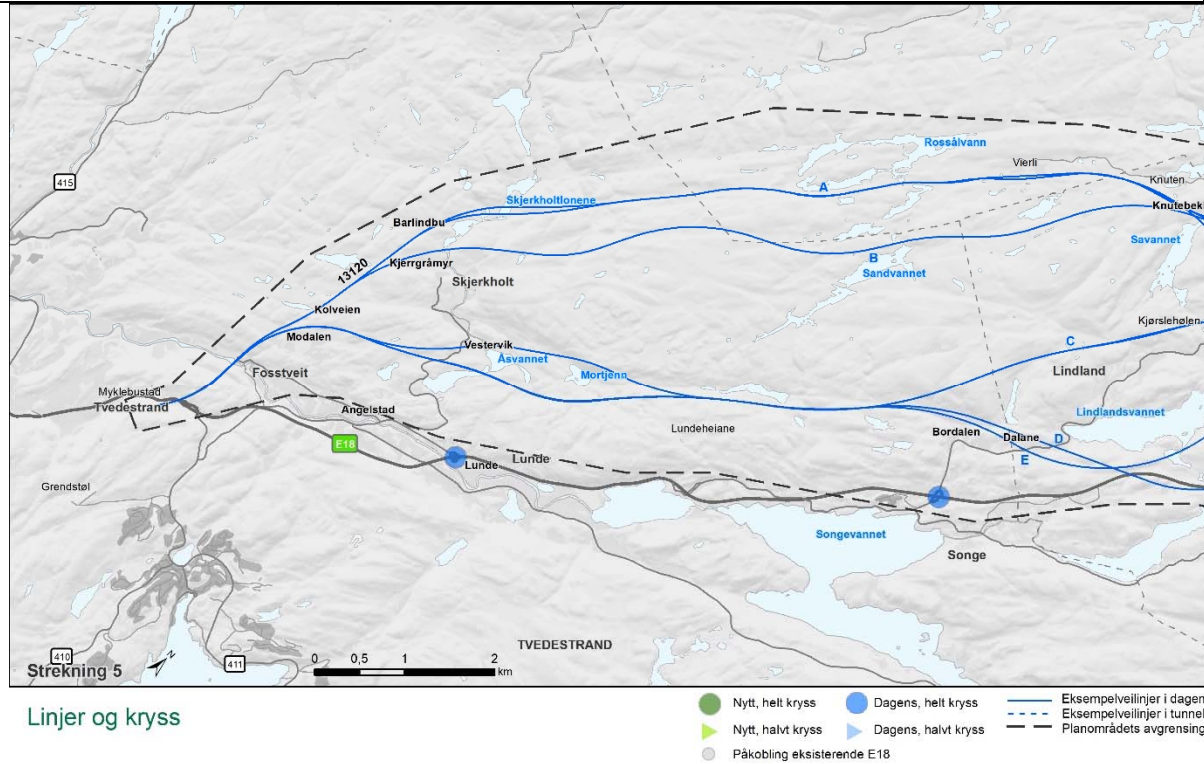 Rossålvann
Vierli
Knuten
415
A
Skjerkholtlonene
Knutebek
Barlindbu
Savannet
Kjerrgråmyr
B
13120
Sandvannet
Skjerkholt
Kolveien
Kjørslehølen
Modalen
C
Vestervik
Åsvannet
Lindland
Fosstveit
Mortjenn
Myklebustad
Tvedestrand
Angelstad
Lindlandsvannet
Lundeheiane
Bordalen
Dalane
D
E18
Lunde
Lunde
E
Grendstøl
Songevannet
Songe
TVEDESTRAND
410
411
N
0 0,5 1 2
km
Strekning 5
Linjer og kryss
Nytt, helt kryss
Dagens, helt kryss
Eksempelveilinjer i dagen
Eksempelveilinjer i tunnel
Nytt, halvt kryss
Dagens, halvt kryss
Planområdets avgrensing
Påkobling eksisterende E18